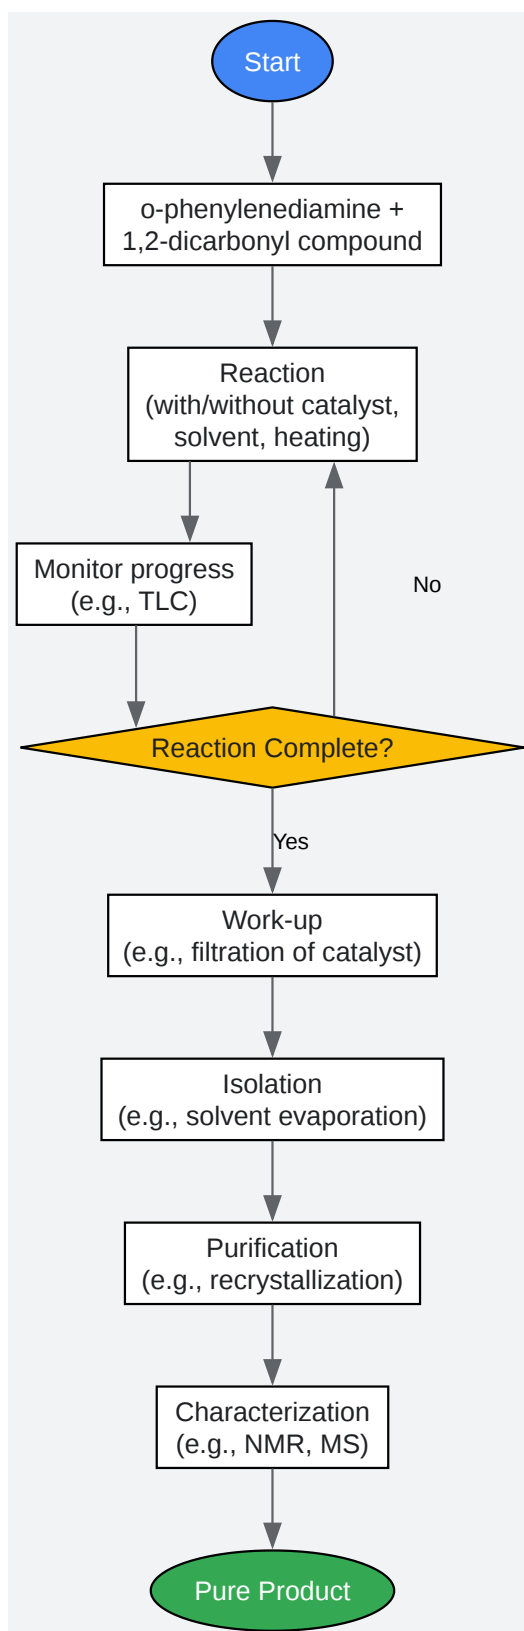 Start
o-phenylenediamine +
1,2-dicarbonyl compound
Reaction
(with/without catalyst,
solvent, heating)
Monitor progress
(e.g., TLC)
No
Reaction Complete?
Yes
Work-up
(e.g., filtration of catalyst)
Isolation
(e.g., solvent evaporation)
Purification
(e.g., recrystallization)
Characterization
(e.g., NMR, MS)
Pure Product